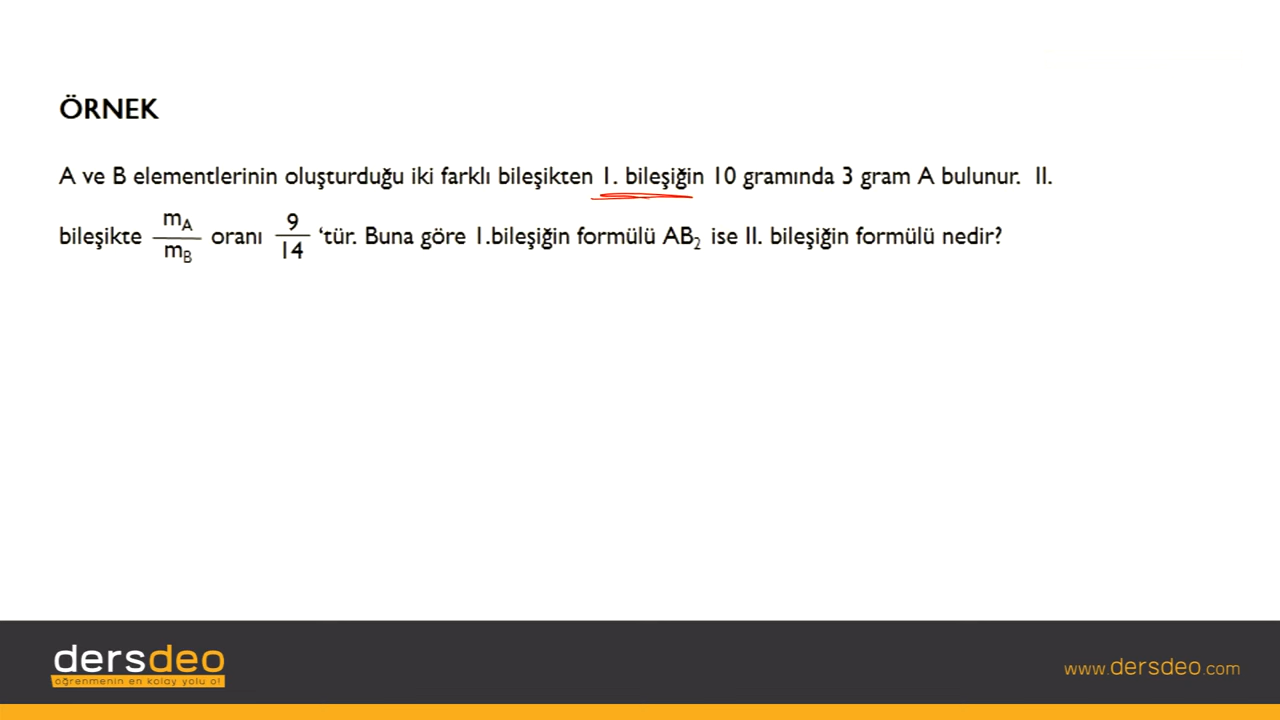 ÖRNEK
A ve B elementlerinin oluşturduğu iki farklı bileşikten 1. bileşiğin 10 gramında 3 gram A bulunur. II.
bileşikte mA/mB oranı 9/14 ‘tür. Buna göre 1.bileşiğin formülü AB2 ise II. bileşiğin formülü nedir?
dersdeo
öğrenmenin en kolay yolu o!
www.dersdeo.com